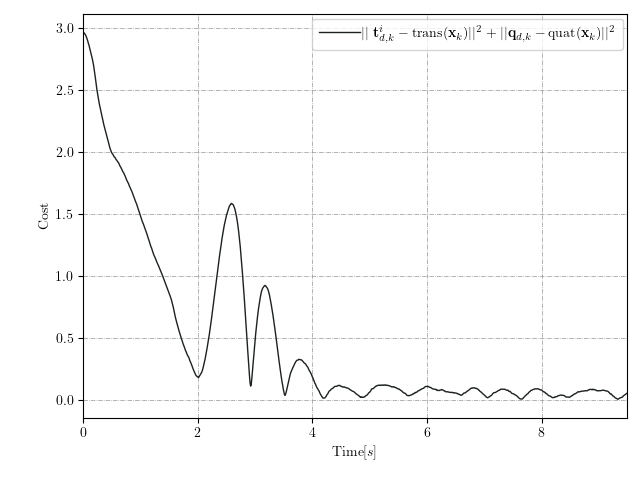 3.0
2.5
2.0
1.5
1.0
0.5
0.0
Cost
|| t^i_{d,k} − trans(x_k)||^2 + ||q_{d,k} − quat(x_k)||^2
0 2 4 6 8
Time[s]